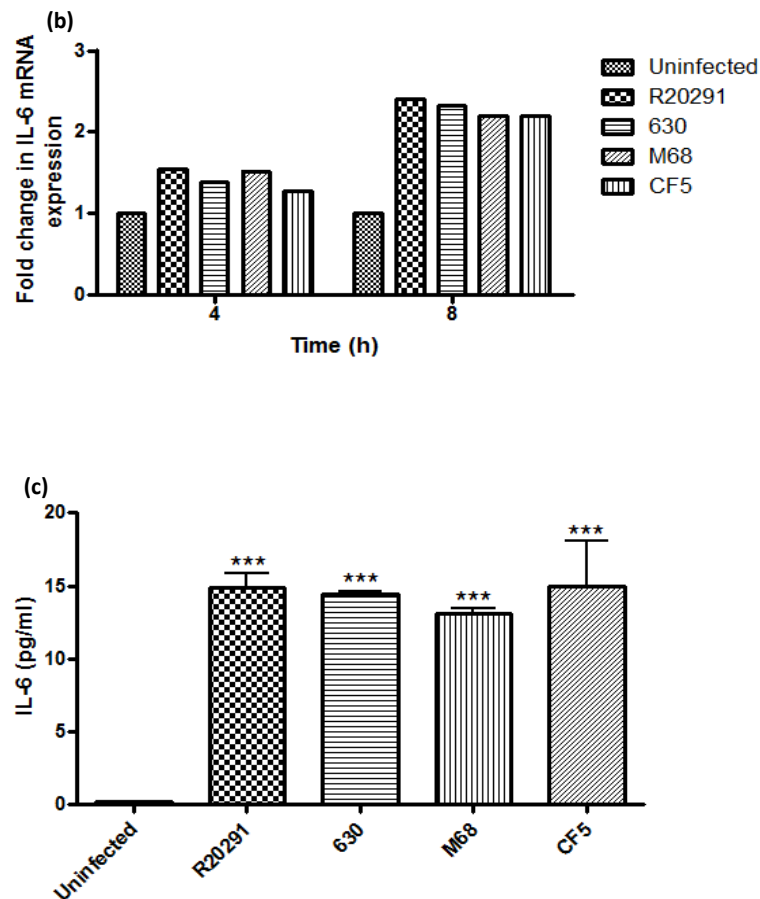 (b)
Fold change in IL-6 mRNA
expression
3
2
1
0
4
8
Time (h)
Uninfected
R20291
630
M68
CF5
(c)
IL-6 (pg/ml)
20
15
10
5
0
***
***
***
***
Uninfected
R20291
630
M68
CF5